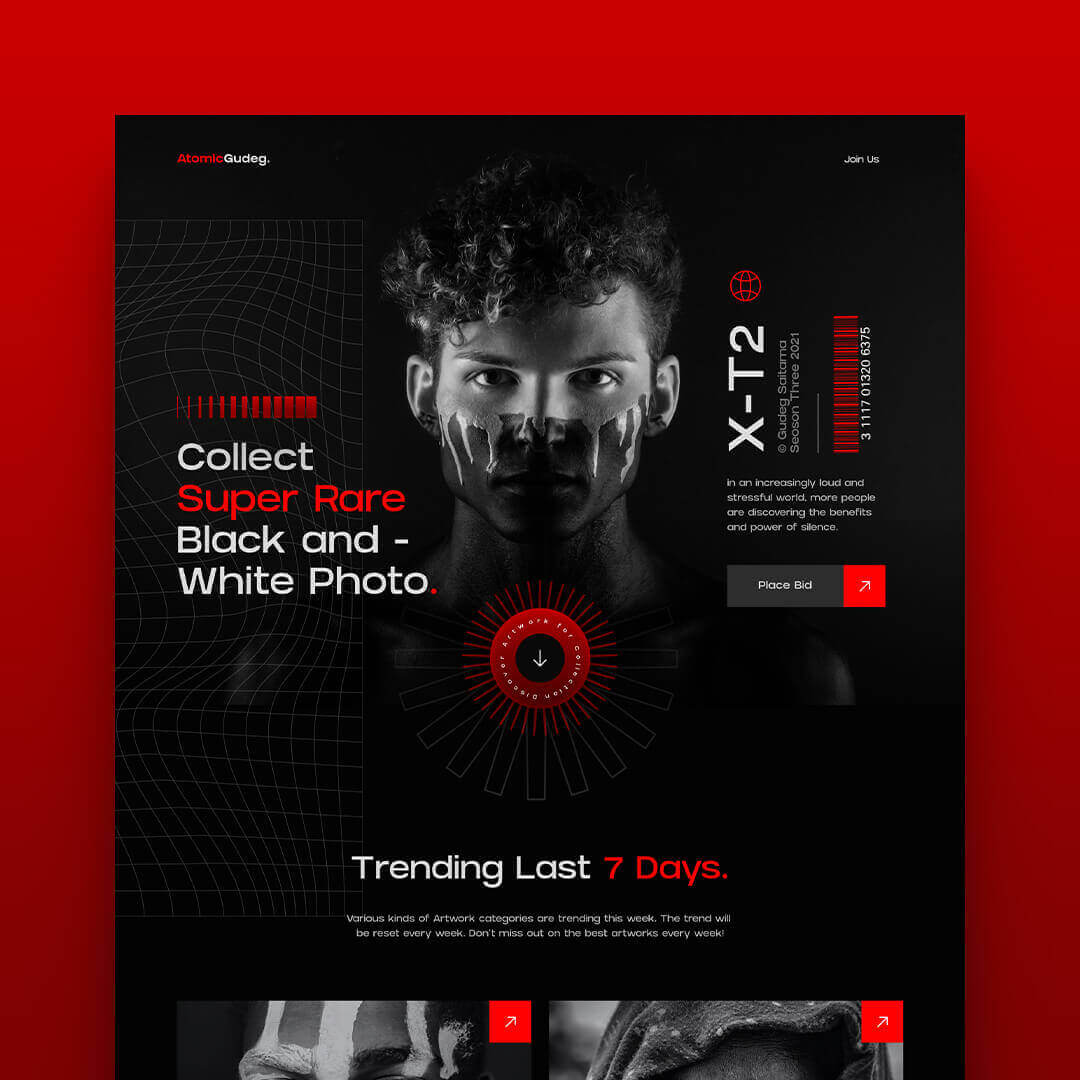 AtomicGudeg.
Join Us
Collect
Super Rare
Black and -
White Photo.
X-T2
© Gudeg Saitama
Seoson Three 2021
3 1117 01320 6375
in an increasingly loud and
stressful world, more people
are discovering the benefits
and power of silence.
Place Bid
Discover Artwork for Collection
Trending Last 7 Days.
Various kinds of Artwork categories are trending this week. The trend will
be reset every week. Don't miss out on the best artworks every week!